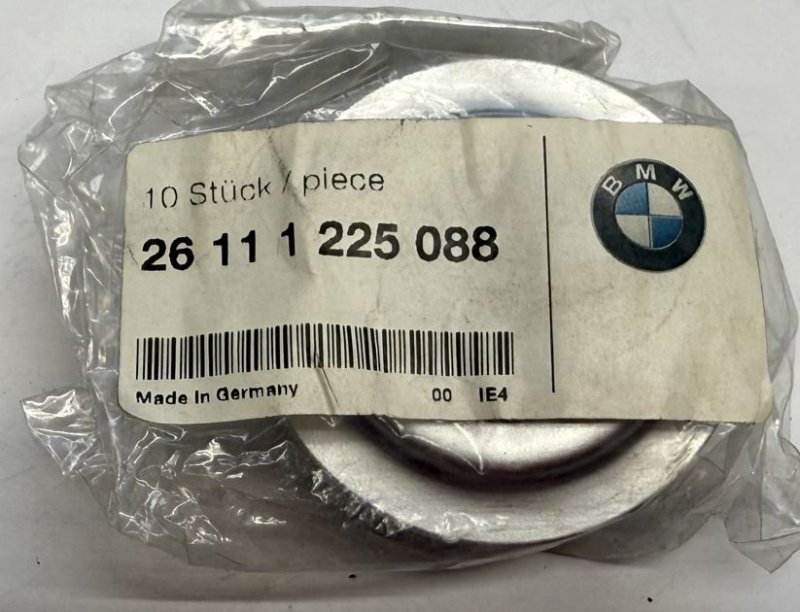 10 Stück / piece
26 11 1 225 088
Made In Germany 00 IE4
BMW